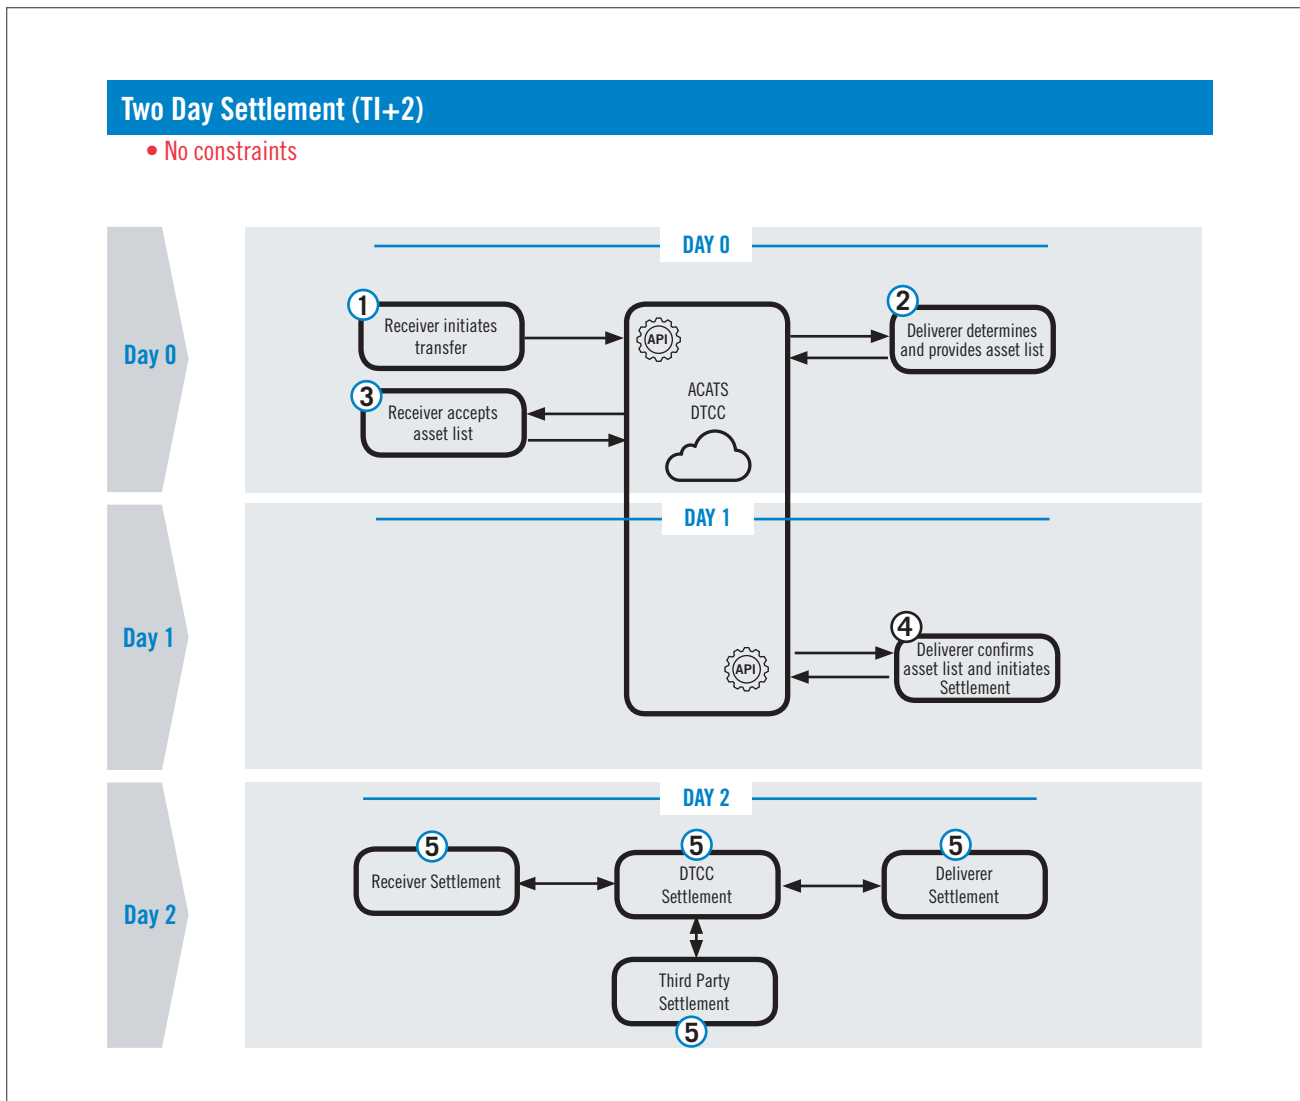 Two Day Settlement (TI+2)
• No constraints
Day 0
DAY 0
1
Receiver initiates
transfer
API
2
Deliverer determines
and provides asset list
3
Receiver accepts
asset list
ACATS
DTCC
Day 1
DAY 1
API
4
Deliverer confirms
asset list and initiates
Settlement
Day 2
DAY 2
5
Receiver Settlement
5
DTCC
Settlement
5
Deliverer
Settlement
Third Party
Settlement
5